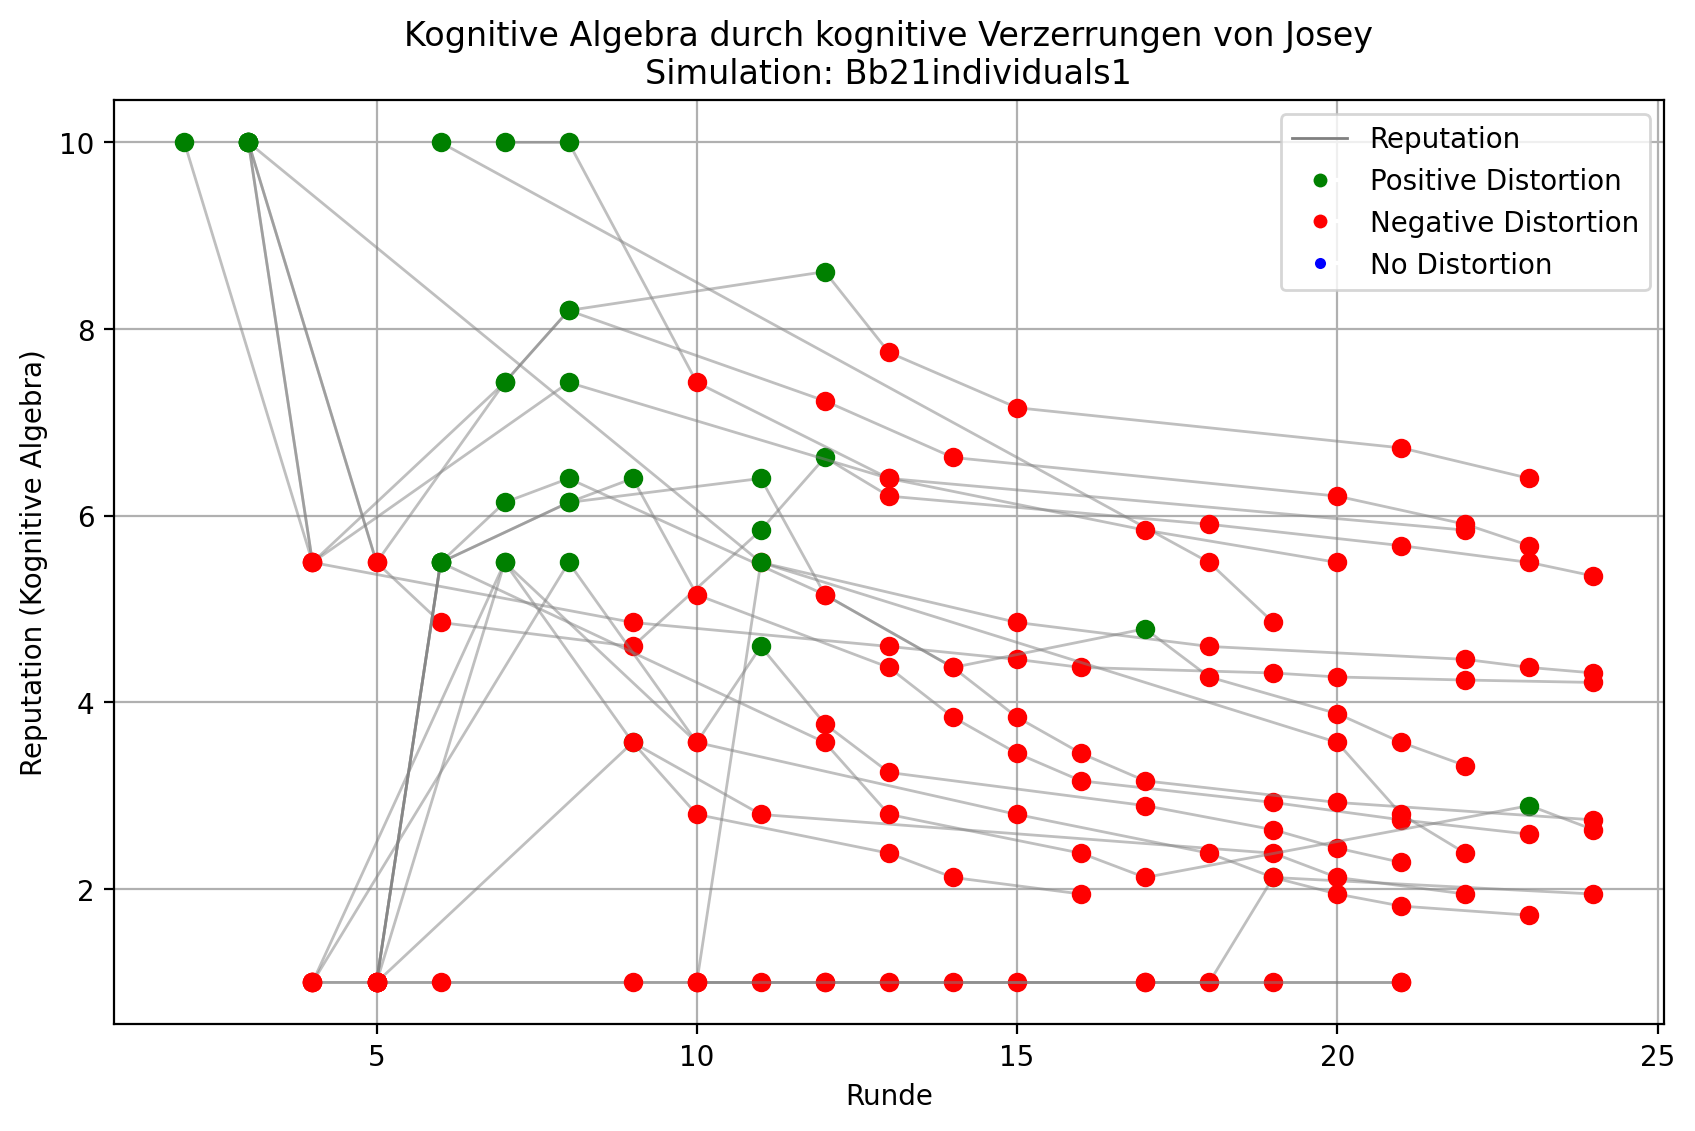 Kognitive Algebra durch kognitive Verzerrungen von Josey
Simulation: Bb21individuals1
Reputation
Positive Distortion
Negative Distortion
No Distortion
Reputation (Kognitive Algebra)
10
8
6
4
2
5
10
15
20
25
Runde